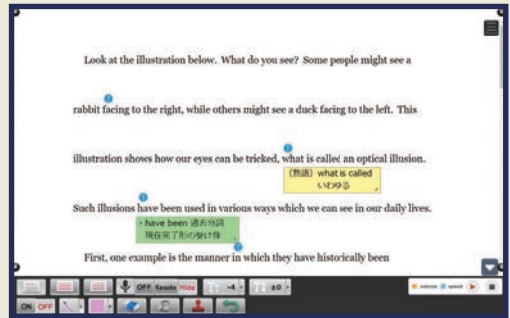 Look at the illustration below. What do you see? Some people might see a
rabbit facing to the right, while others might see a duck facing to the left. This
illustration shows how our eyes can be tricked, what is called an optical illusion.
(熟語) what is called
いわゆる
Such illusions have been used in various ways which we can see in our daily lives.
・have been 過去分詞
現在完了形の受け身
First, one example is the manner in which they have historically been
OFF Karaoke Hide -4 ±0 volume speed
ON OFF